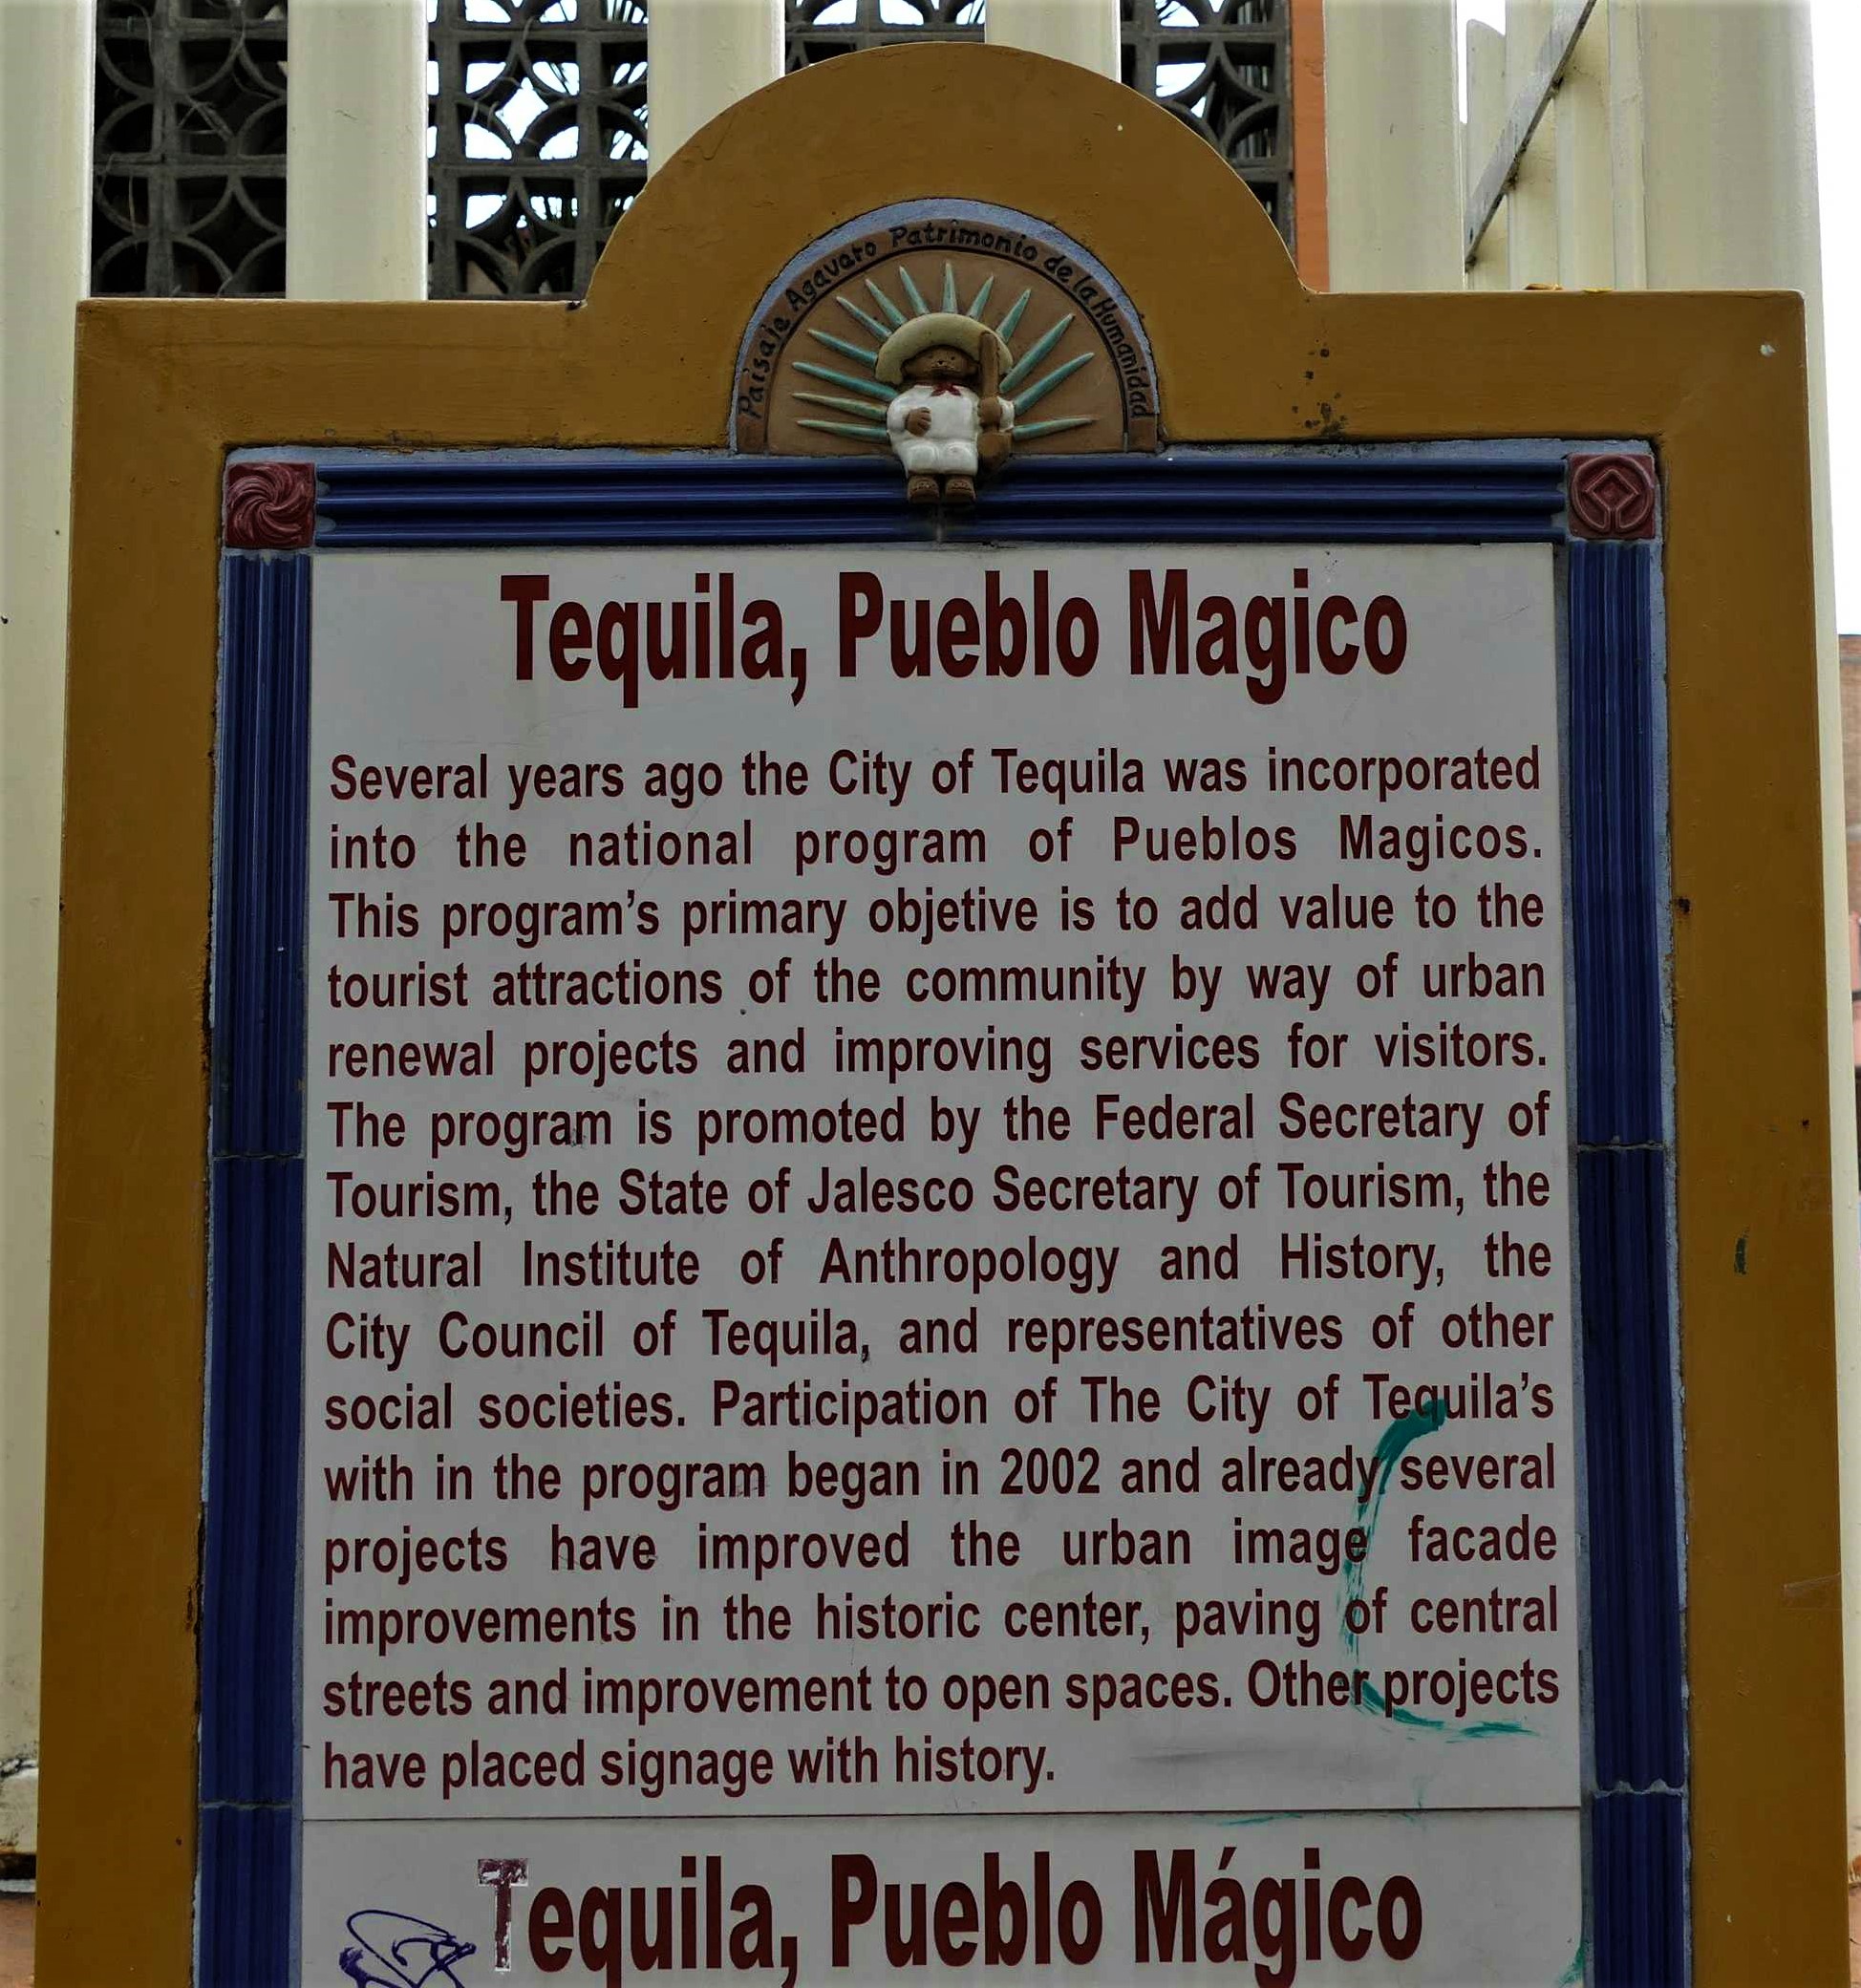 Paisaje Agavero Patrimonio de la Humanidad
Tequila, Pueblo Magico
Several years ago the City of Tequila was incorporated
into the national program of Pueblos Magicos.
This program's primary objetive is to add value to the
tourist attractions of the community by way of urban
renewal projects and improving services for visitors.
The program is promoted by the Federal Secretary of
Tourism, the State of Jalesco Secretary of Tourism, the
Natural Institute of Anthropology and History, the
City Council of Tequila, and representatives of other
social societies. Participation of The City of Tequila's
with in the program began in 2002 and already several
projects have improved the urban image facade
improvements in the historic center, paving of central
streets and improvement to open spaces. Other projects
have placed signage with history.
Tequila, Pueblo Mágico